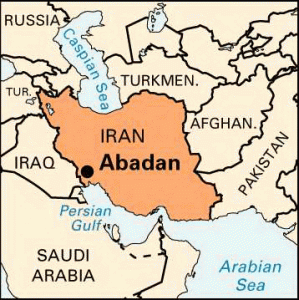 RUSSIA
Caspian Sea
TURKMEN.
TUR.
IRAN
AFGHAN.
IRAQ
Abadan
PAKISTAN
Persian
Gulf
SAUDI
ARABIA
Arabian
Sea